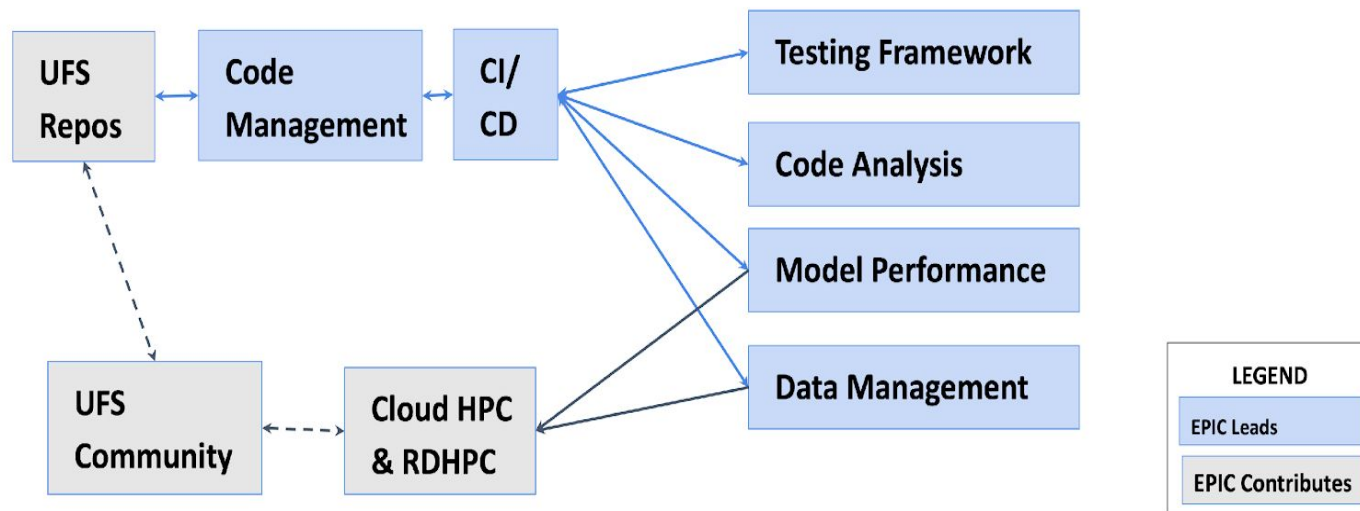 UFS
Repos
Code
Management
CI/
CD
Testing Framework
Code Analysis
Model Performance
Data Management
UFS
Community
Cloud HPC
& RDHPC
LEGEND
EPIC Leads
EPIC Contributes